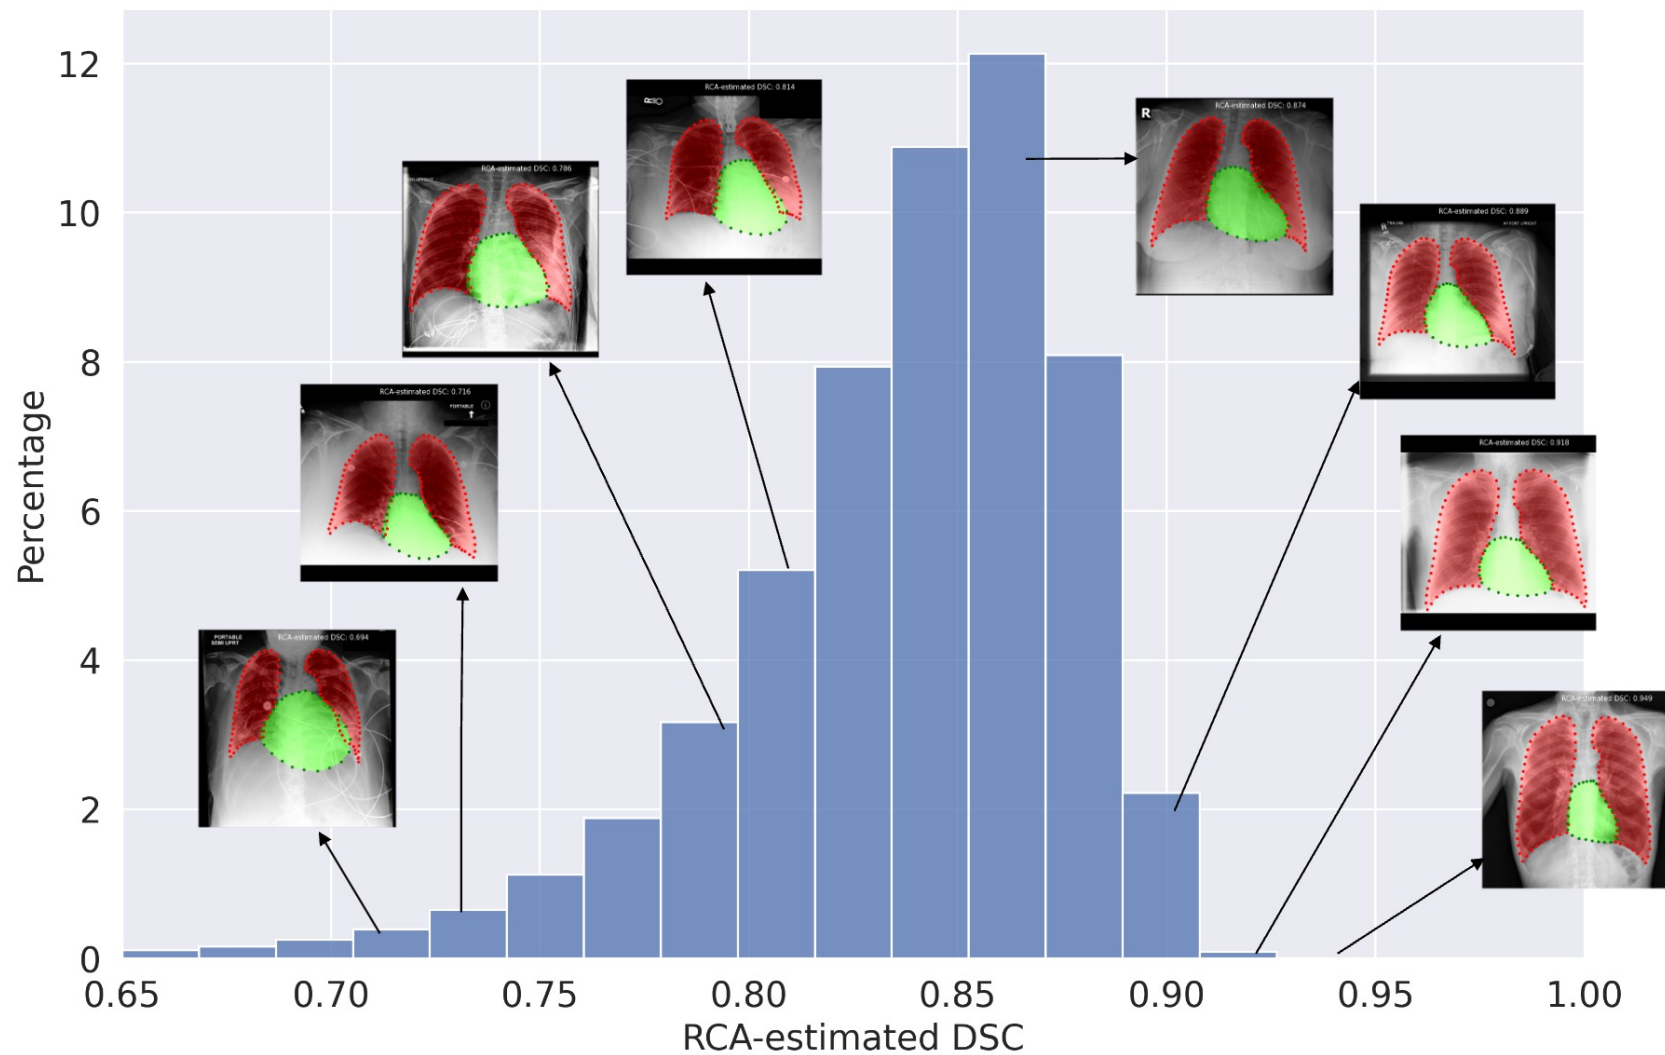 12
10
8
6
4
2
0
Percentage
0.65
0.70
0.75
0.80
0.85
0.90
0.95
1.00
RCA-estimated DSC
RCA-estimated DSC: 0.694
PORTABLE
SEMI UPRT
RCA-estimated DSC: 0.716
PORTABLE
RCA-estimated DSC: 0.786
RCA-estimated DSC: 0.814
RCA-estimated DSC: 0.874
R
RCA-estimated DSC: 0.889
RCA-estimated DSC: 0.918
RCA-estimated DSC: 0.949